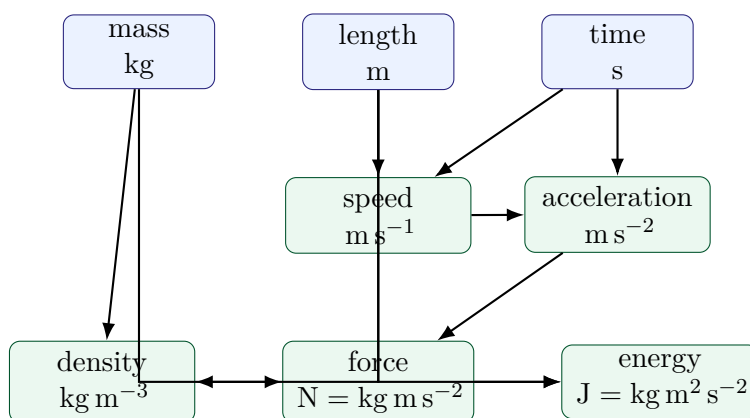 mass
kg
length
m
time
s
speed
m s⁻¹
acceleration
m s⁻²
density
kg m⁻³
force
N = kg m s⁻²
energy
J = kg m² s⁻²